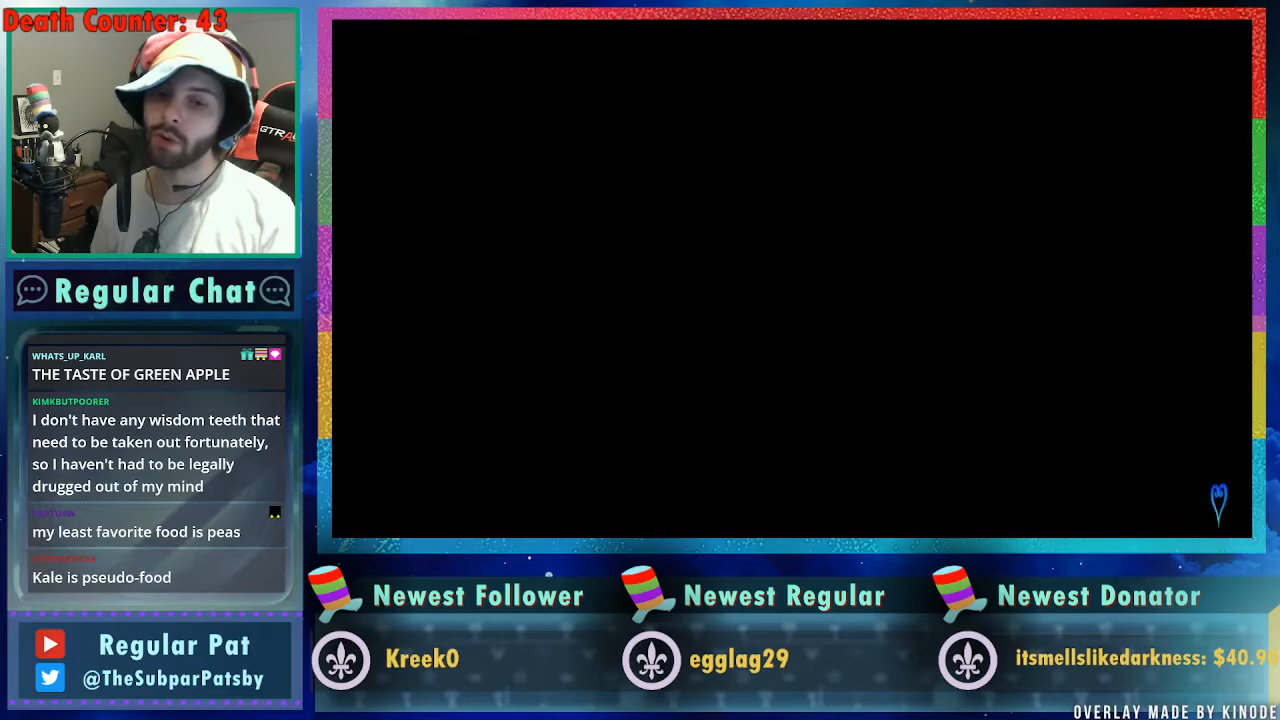 Death Counter: 43
GTRA
Regular Chat
WHATS_UP_KARL
THE TASTE OF GREEN APPLE
KIMKBUTPOORER
I don't have any wisdom teeth that
need to be taken out fortunately,
so I haven't had to be legally
drugged out of my mind
my least favorite food is peas
Kale is pseudo-food
Regular Pat
@TheSubparPatsby
Newest Follower
Kreek0
Newest Regular
egglag29
Newest Donator
itsmellslikedarkness: $40.90
OVERLAY MADE BY KINODE